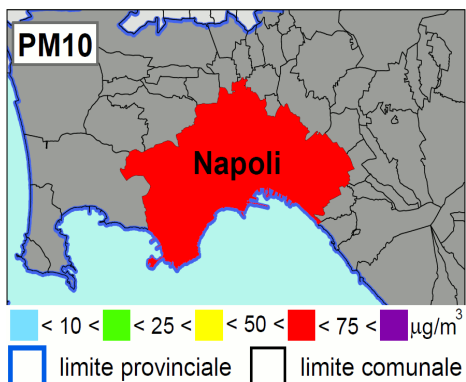 PM10
Napoli
< 10 < < 25 < < 50 < < 75 < μg/m³
limite provinciale limite comunale